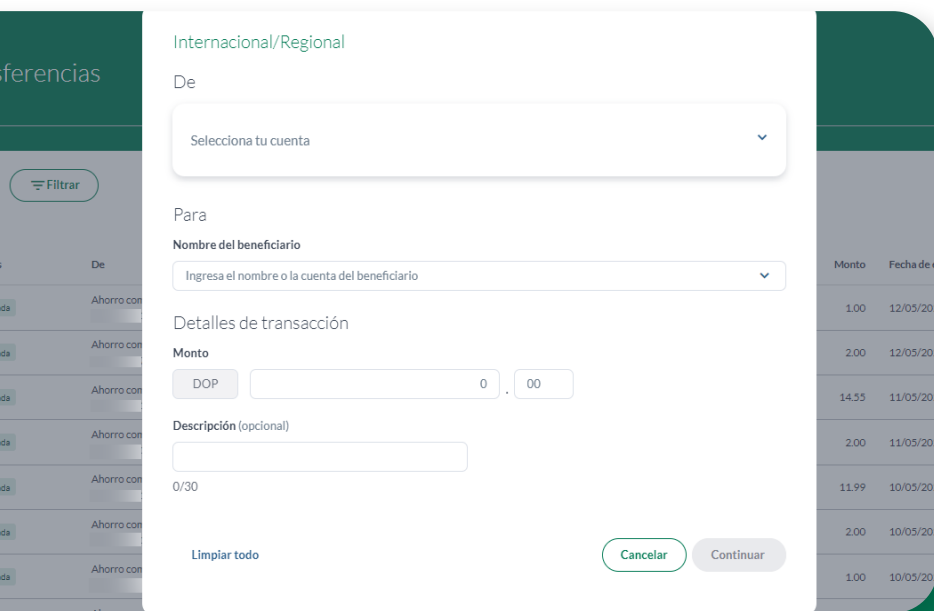 Internacional/Regional
sferencias
De
Selecciona tu cuenta
Filtrar
Para
Nombre del beneficiario
De
Monto
Fecha de
Ingresa el nombre o la cuenta del beneficiario
Ahorro con
1.00
12/05/20
Detalles de transacción
Ahorro con
2.00
12/05/20
Monto
DOP
0
.
00
Ahorro con
14.55
11/05/20
Descripción (opcional)
Ahorro con
2.00
11/05/20
0/30
Ahorro con
11.99
10/05/20
Ahorro con
2.00
10/05/20
Limpiar todo
Cancelar
Continuar
Ahorro con
1.00
10/05/20